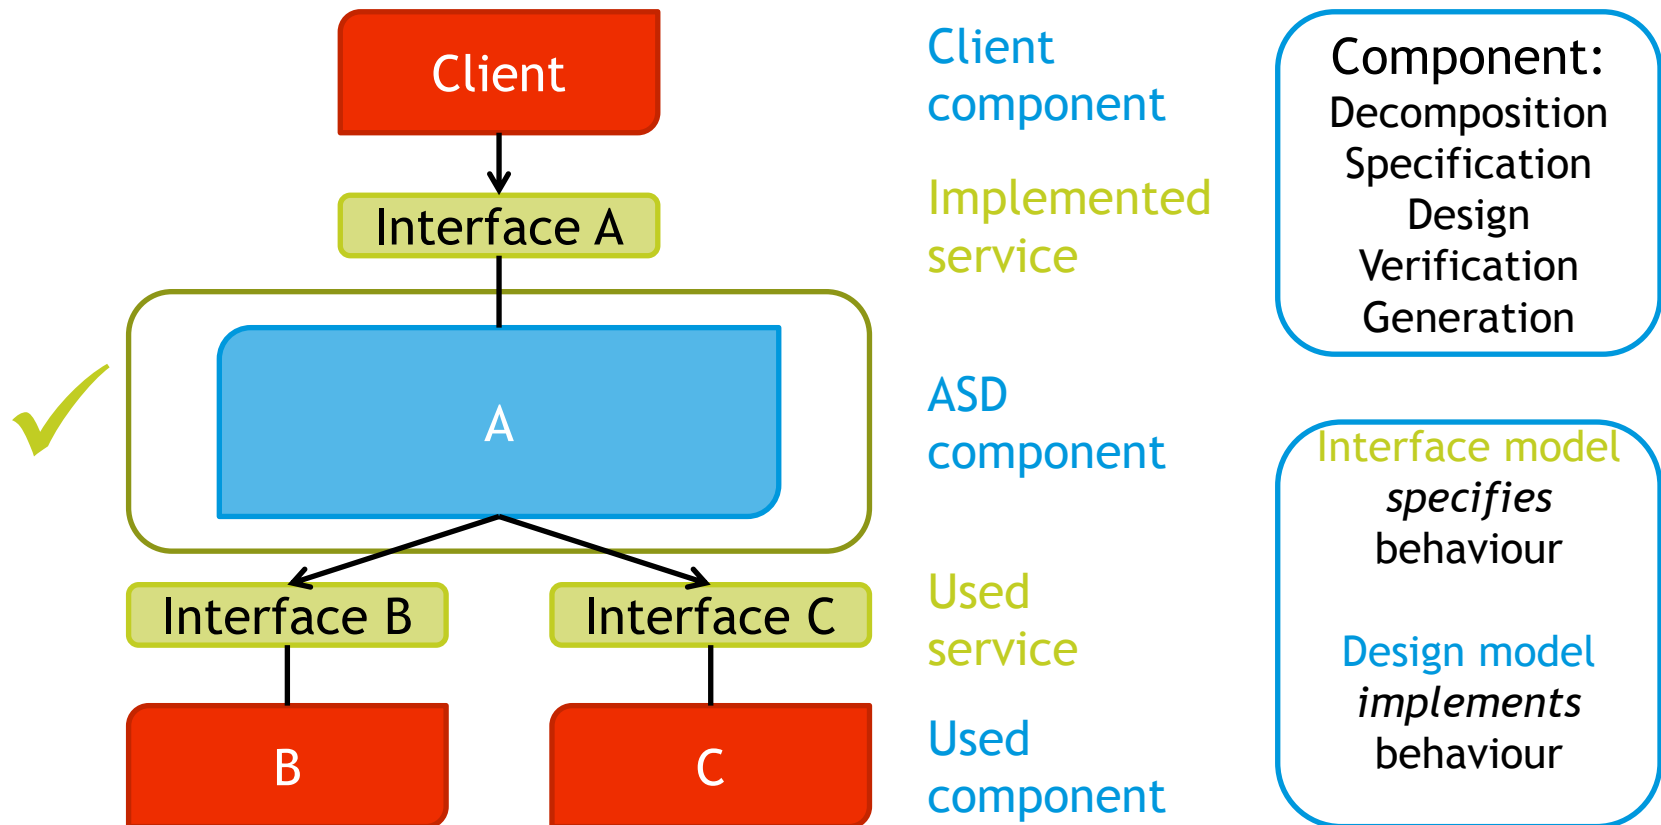 Client
Interface A
A
Interface B
Interface C
B
C
Client
component
Implemented
service
ASD
component
Used
service
Used
component
Component:
Decomposition
Specification
Design
Verification
Generation
Interface model
specifies
behaviour
Design model
implements
behaviour